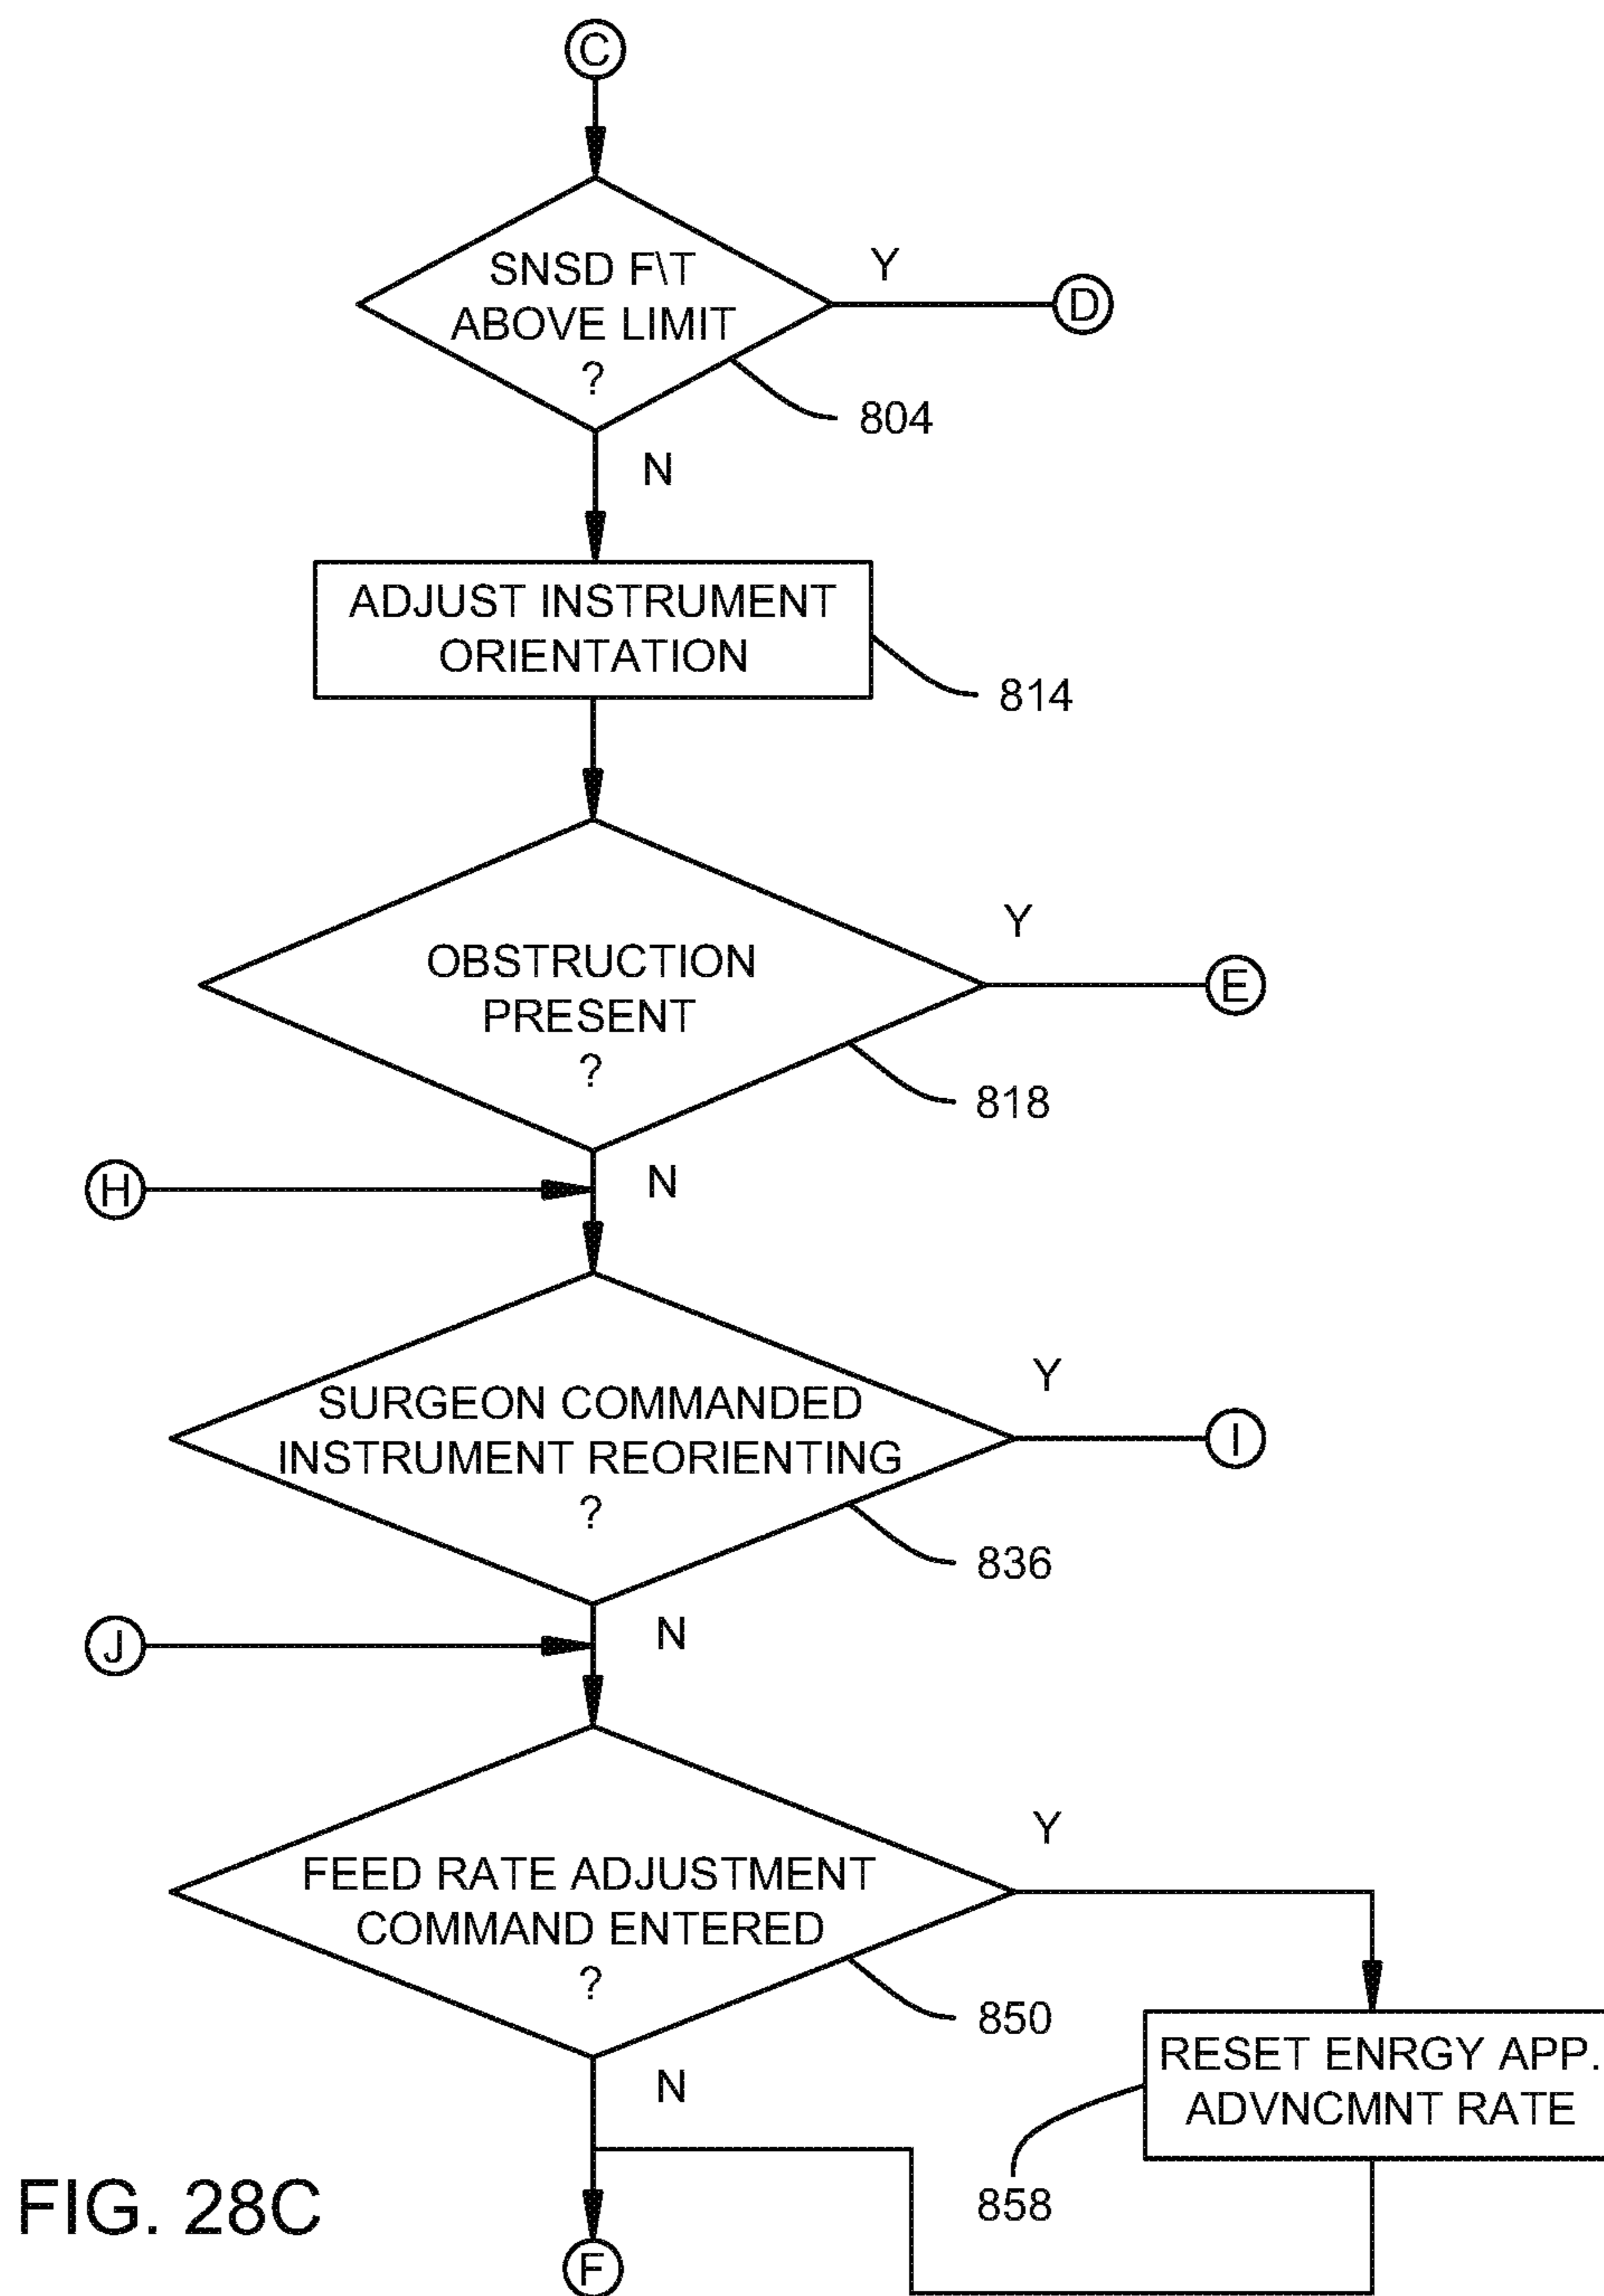 C
SNSD F\T
ABOVE LIMIT
?
Y
D
804
N
ADJUST INSTRUMENT
ORIENTATION
814
OBSTRUCTION
PRESENT
?
Y
E
818
H
N
SURGEON COMMANDED
INSTRUMENT REORIENTING
?
Y
I
836
J
N
FEED RATE ADJUSTMENT
COMMAND ENTERED
?
Y
850
RESET ENRGY APP.
ADVNCMNT RATE
858
N
F
FIG. 28C